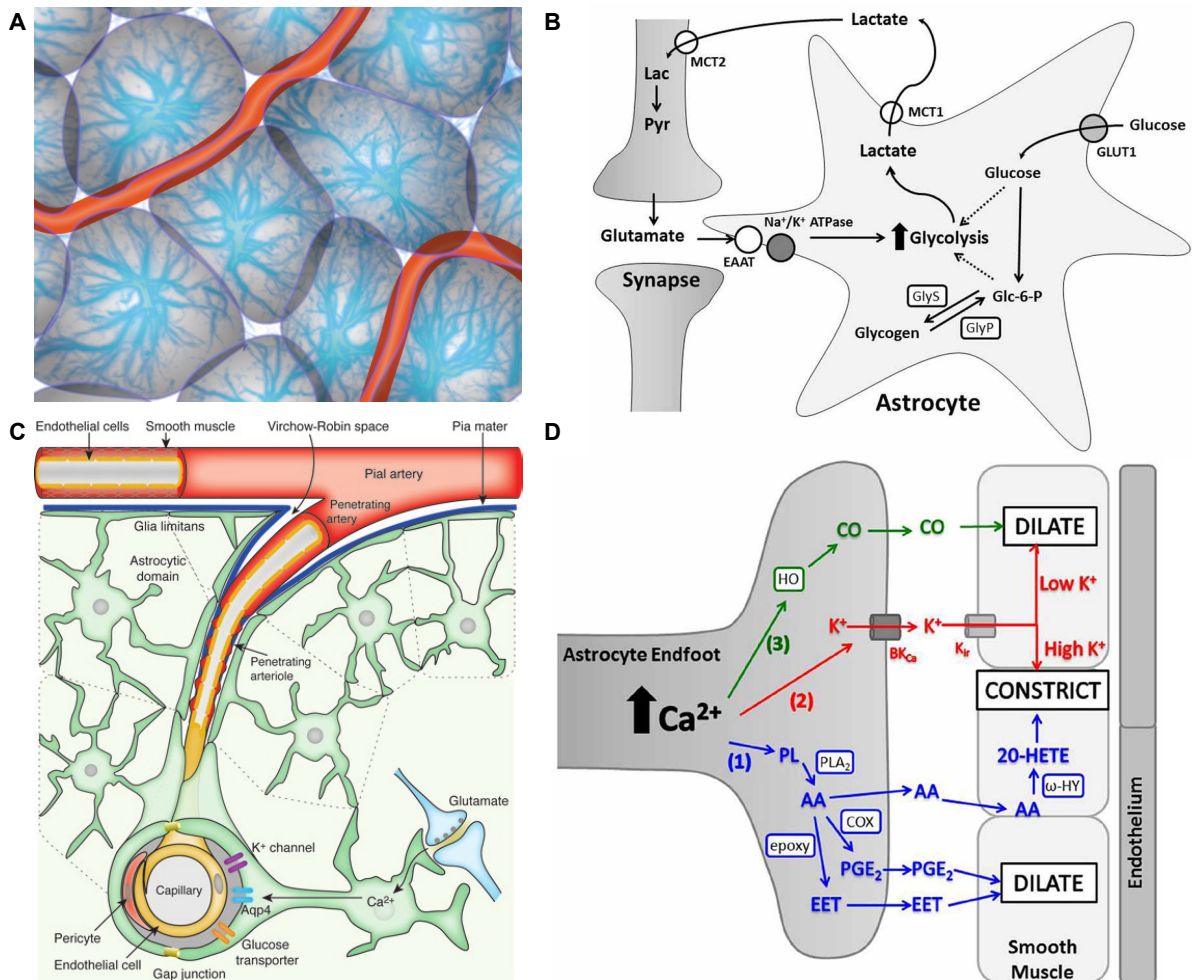 A
B
Lactate
MCT2
Lac
Pyr
MCT1
Lactate
Glucose
GLUT1
Glucose
Glutamate
EAAT
Na⁺/K⁺ ATPase
Glycolysis
Synapse
Glc-6-P
GlyS
GlyP
Glycogen
Astrocyte
C
Endothelial cells
Smooth muscle
Virchow-Robin space
Pia mater
Pial artery
Penetrating
artery
Glia limitans
Astrocytic
domain
Penetrating
arteriole
Glutamate
K⁺ channel
Capillary
Aqp4
Ca²⁺
Pericyte
Glucose
transporter
Endothelial cell
Gap junction
D
CO
CO
DILATE
HO
Low K⁺
(3)
K⁺
K⁺
BKCa
KIr
High K⁺
Astrocyte Endfoot
Ca²⁺
(2)
CONSTRICT
(1)
PL
PLA₂
20-HETE
ω-HY
AA
AA
AA
COX
epoxy
PGE₂
PGE₂
DILATE
EET
EET
Smooth
Muscle
Endothelium